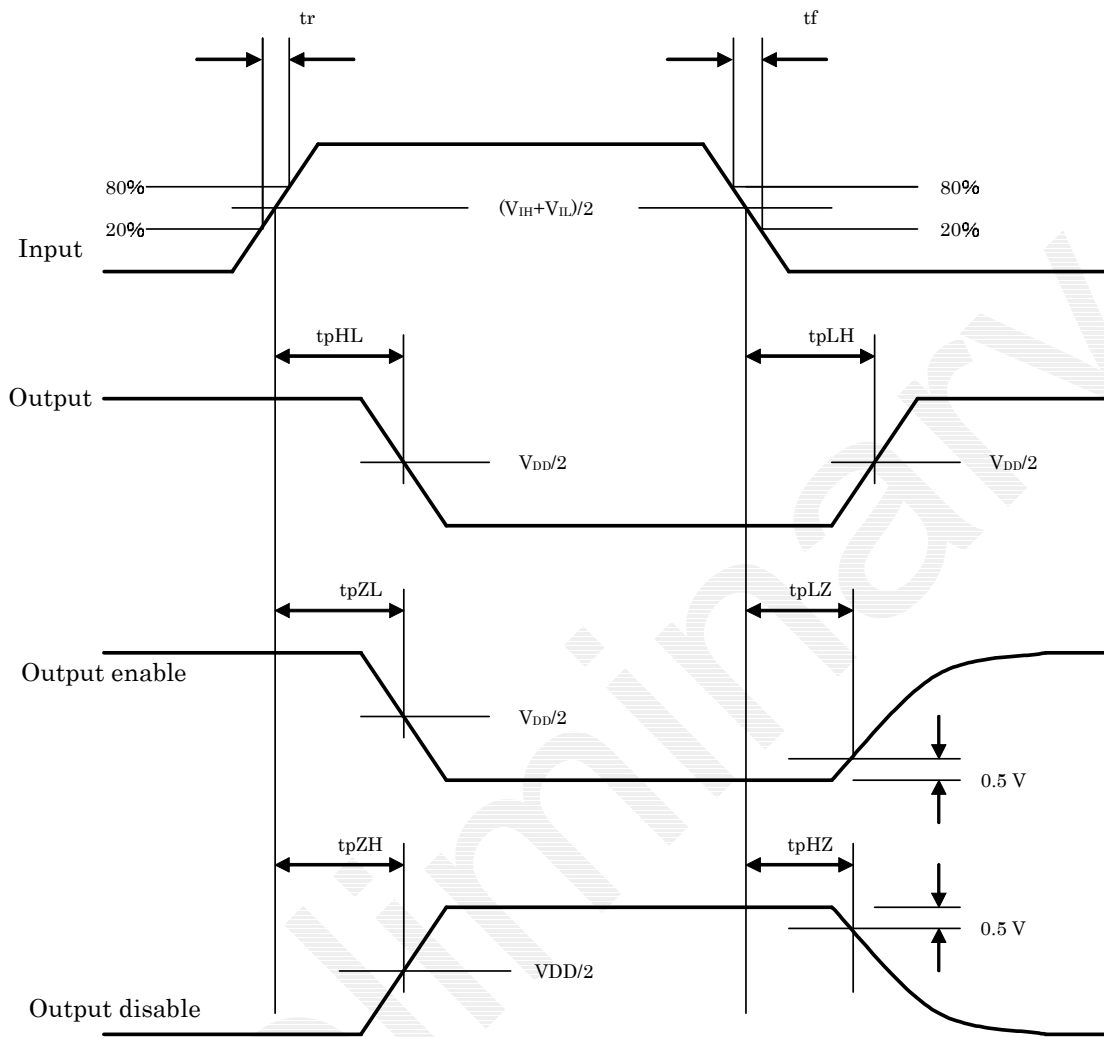 tr
tf
80%
80%
(VIH+VIL)/2
20%
20%
Input
tpHL
tpLH
Output
VDD/2
VDD/2
tpZL
tpLZ
Output enable
VDD/2
0.5 V
tpZH
tpHZ
0.5 V
VDD/2
Output disable